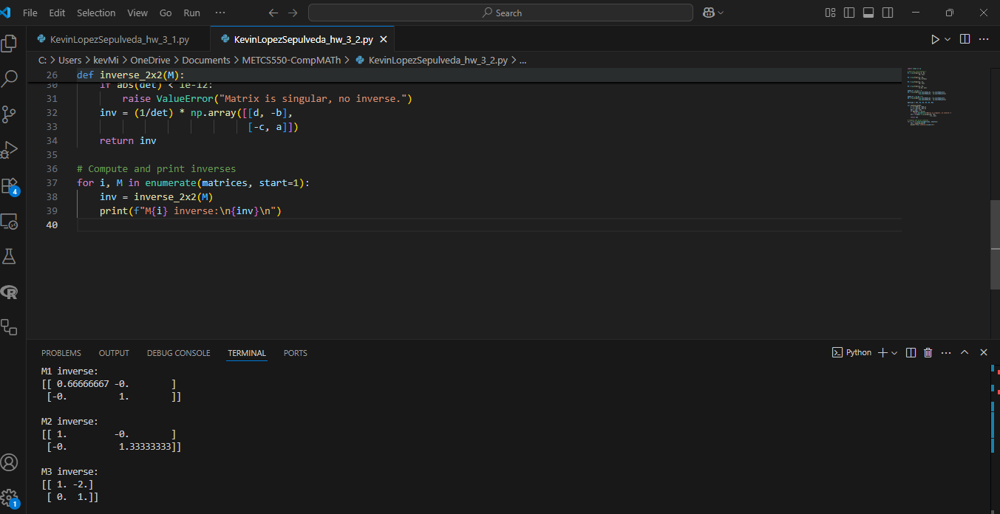 File Edit Selection View Go Run ··· Search
KevinLopezSepulveda_hw_3_1.py KevinLopezSepulveda_hw_3_2.py
C: > Users > kevMi > OneDrive > Documents > METCS550-CompMATh > KevinLopezSepulveda_hw_3_2.py > ...
26 def inverse_2x2(M):
30 if abs(det) < 1e-12:
31 raise ValueError("Matrix is singular, no inverse.")
32 inv = (1/det) * np.array([[d, -b],
33 [-c, a]])
34 return inv
35
36 # Compute and print inverses
37 for i, M in enumerate(matrices, start=1):
38 inv = inverse_2x2(M)
39 print(f"M{i} inverse:\n{inv}\n")
40
4
R
1
PROBLEMS OUTPUT DEBUG CONSOLE TERMINAL PORTS Python
M1 inverse:
[[ 0.66666667 -0.        ]
 [-0.          1.        ]]
M2 inverse:
[[ 1.         -0.        ]
 [-0.          1.33333333]]
M3 inverse:
[[ 1. -2.]
 [ 0.  1.]]